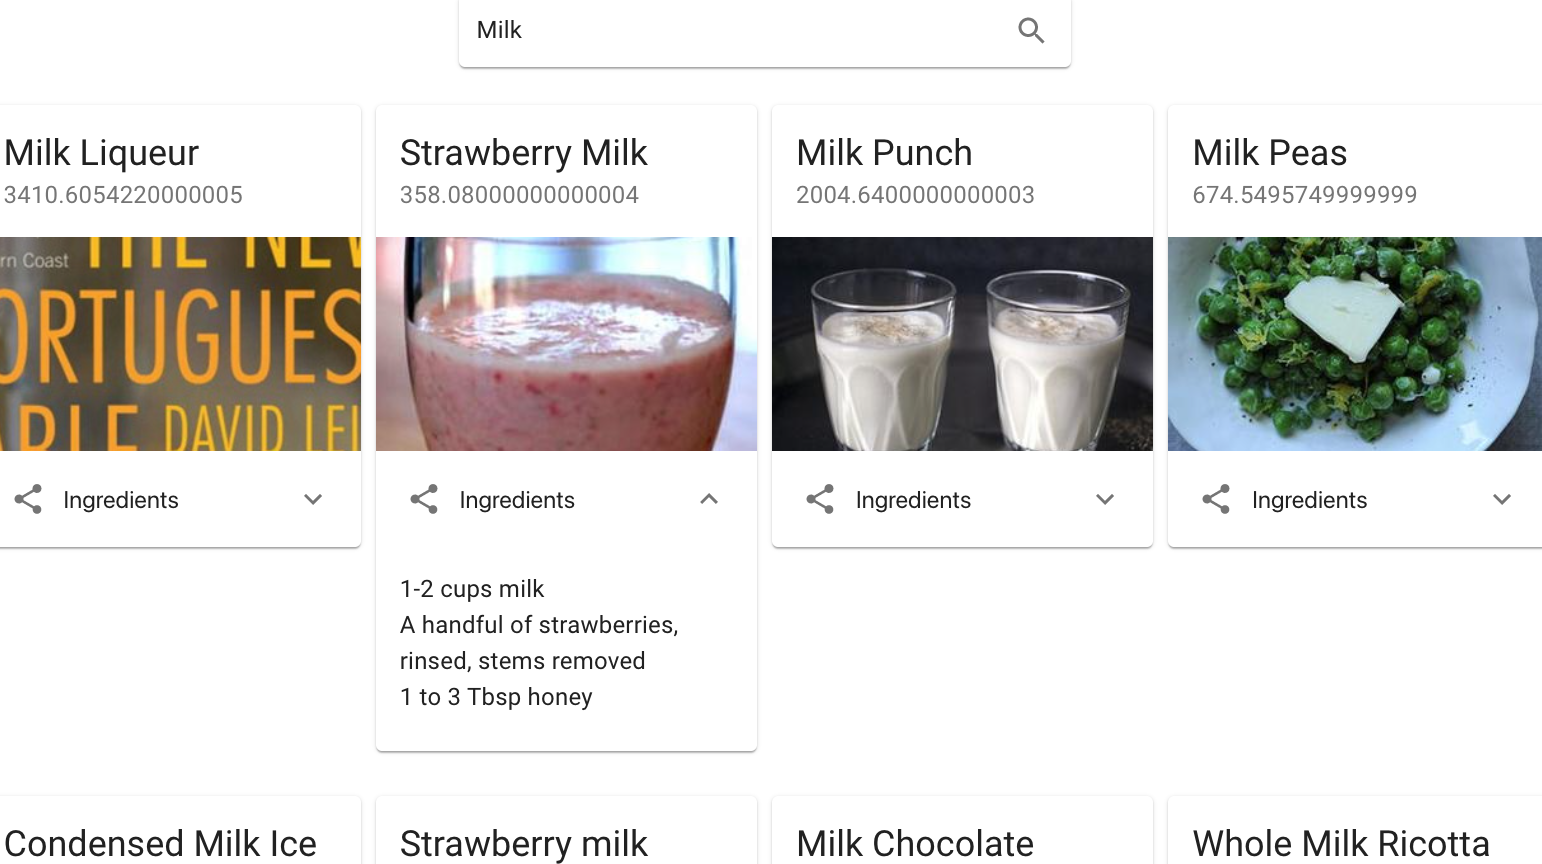 Milk
Milk Liqueur
3410.6054220000005
rn Coast
THE NEW
ORTUGUES
DAVID LEI
Ingredients
Strawberry Milk
358.08000000000004
Ingredients
1-2 cups milk
A handful of strawberries,
rinsed, stems removed
1 to 3 Tbsp honey
Milk Punch
2004.6400000000003
Ingredients
Milk Peas
674.5495749999999
Ingredients
Condensed Milk Ice
Strawberry milk
Milk Chocolate
Whole Milk Ricotta